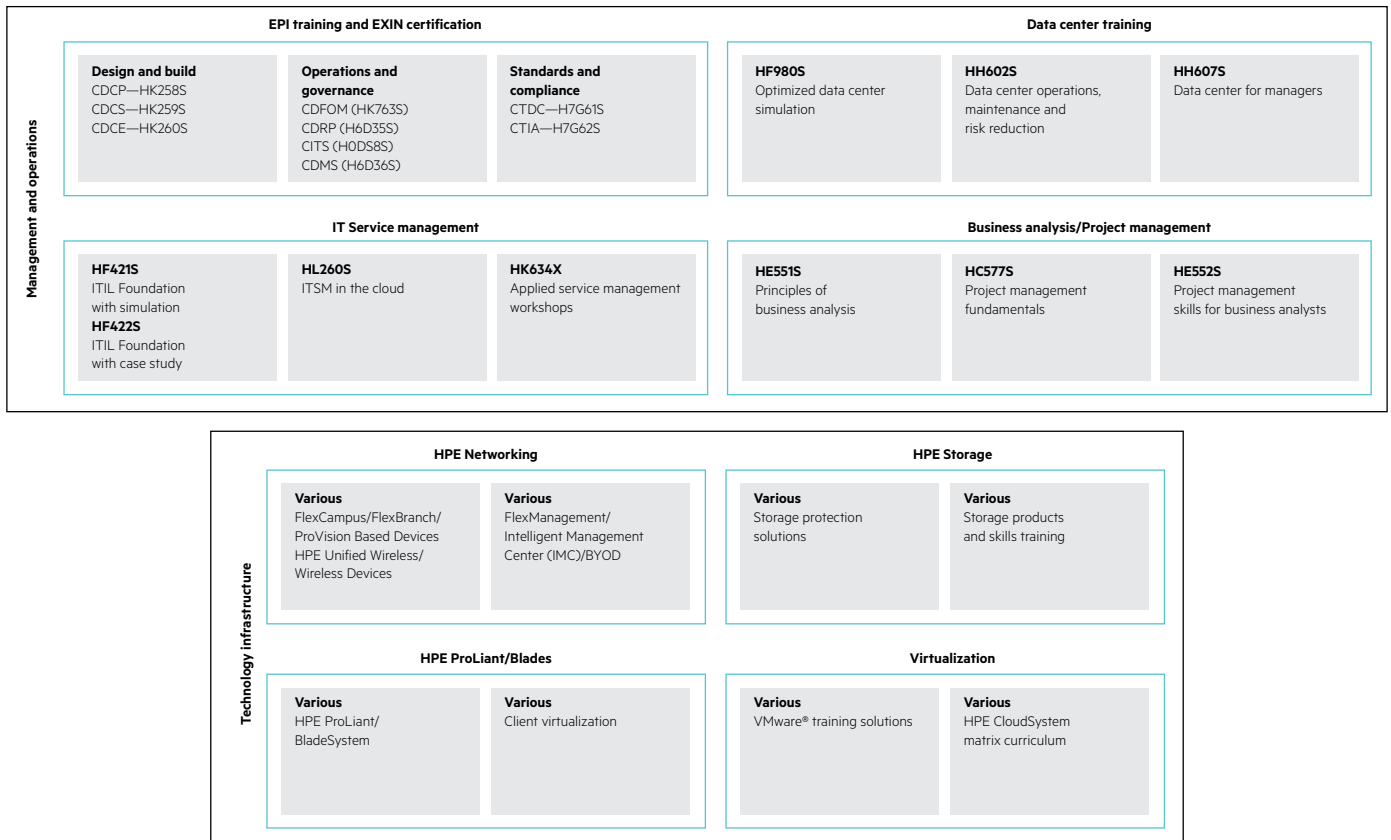 Management and operations
EPI training and EXIN certification
Design and build
CDCP—HK258S
CDCS—HK259S
CDCE—HK260S
Operations and
governance
CDFOM (HK763S)
CDRP (H6D35S)
CITS (H0DS8S)
CDMS (H6D36S)
Standards and
compliance
CTDC—H7G61S
CTIA—H7G62S
Data center training
HF980S
Optimized data center
simulation
HH602S
Data center operations,
maintenance and
risk reduction
HH607S
Data center for managers
IT Service management
HF421S
ITIL Foundation
with simulation
HF422S
ITIL Foundation
with case study
HL260S
ITSM in the cloud
HK634X
Applied service management
workshops
Business analysis/Project management
HE551S
Principles of
business analysis
HC577S
Project management
fundamentals
HE552S
Project management
skills for business analysts
Technology infrastructure
HPE Networking
Various
FlexCampus/FlexBranch/
ProVision Based Devices
HPE Unified Wireless/
Wireless Devices
Various
FlexManagement/
Intelligent Management
Center (IMC)/BYOD
HPE Storage
Various
Storage protection
solutions
Various
Storage products
and skills training
HPE ProLiant/Blades
Various
HPE ProLiant/
BladeSystem
Various
Client virtualization
Virtualization
Various
VMware® training solutions
Various
HPE CloudSystem
matrix curriculum